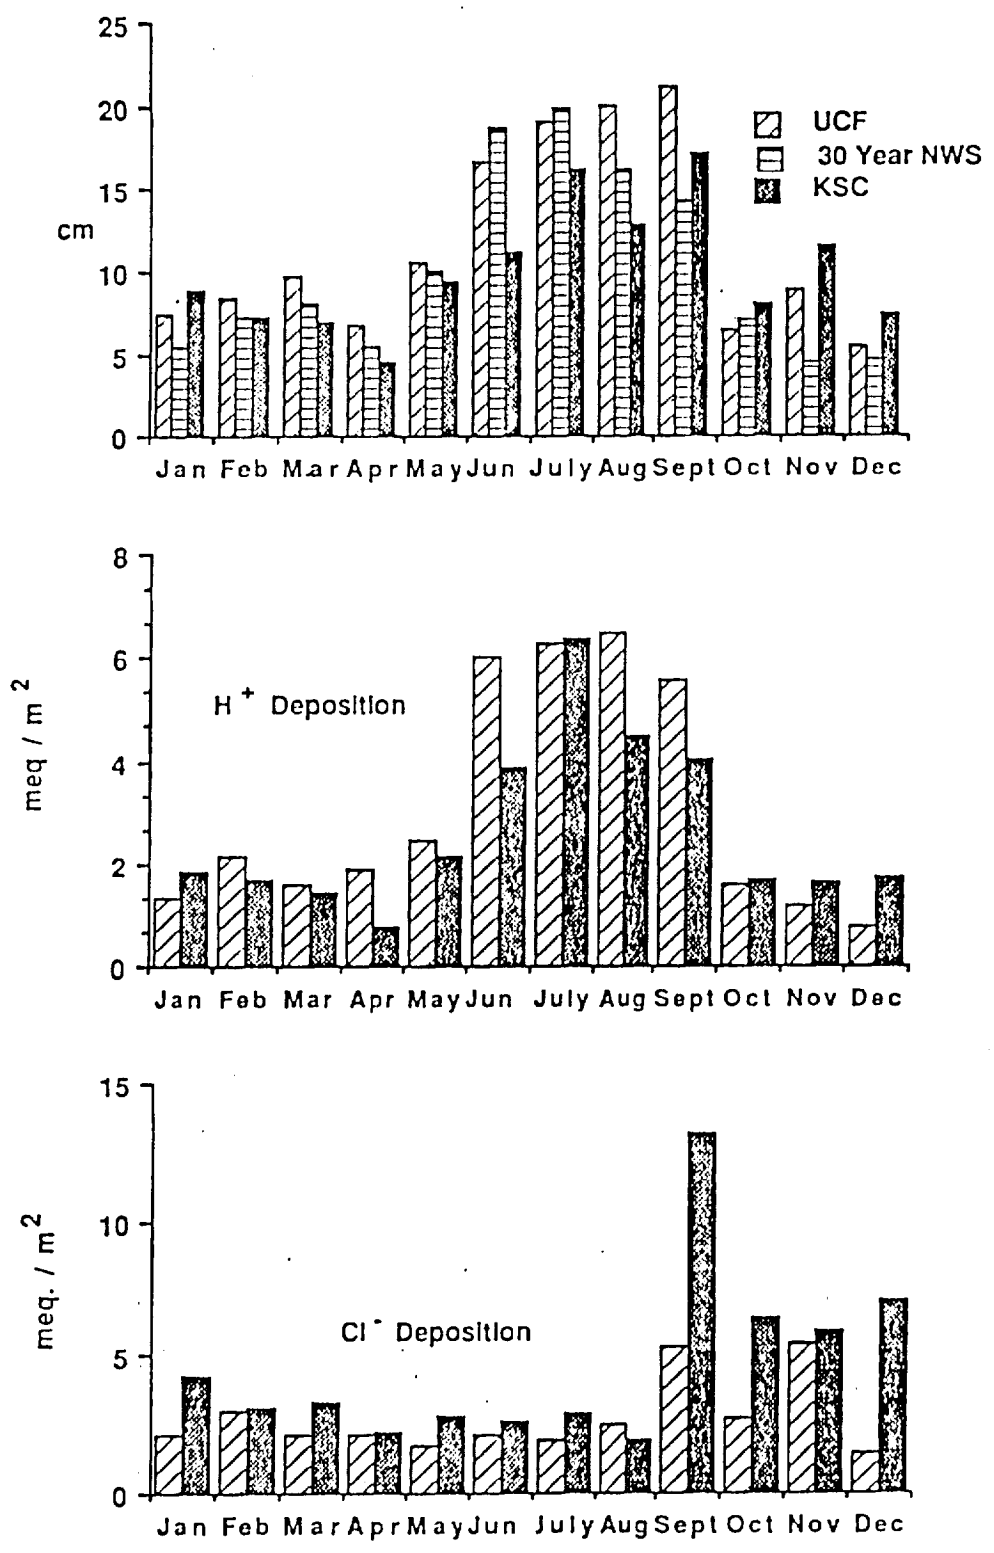 25
20
15
10
5
0
cm
UCF
30 Year NWS
KSC
Jan Feb Mar Apr May Jun July Aug Sept Oct Nov Dec
8
6
4
2
0
meq / m 2
H + Deposition
Jan Feb Mar Apr May Jun July Aug Sept Oct Nov Dec
15
10
5
0
meq. / m 2
Cl - Deposition
Jan Feb Mar Apr May Jun July Aug Sept Oct Nov Dec